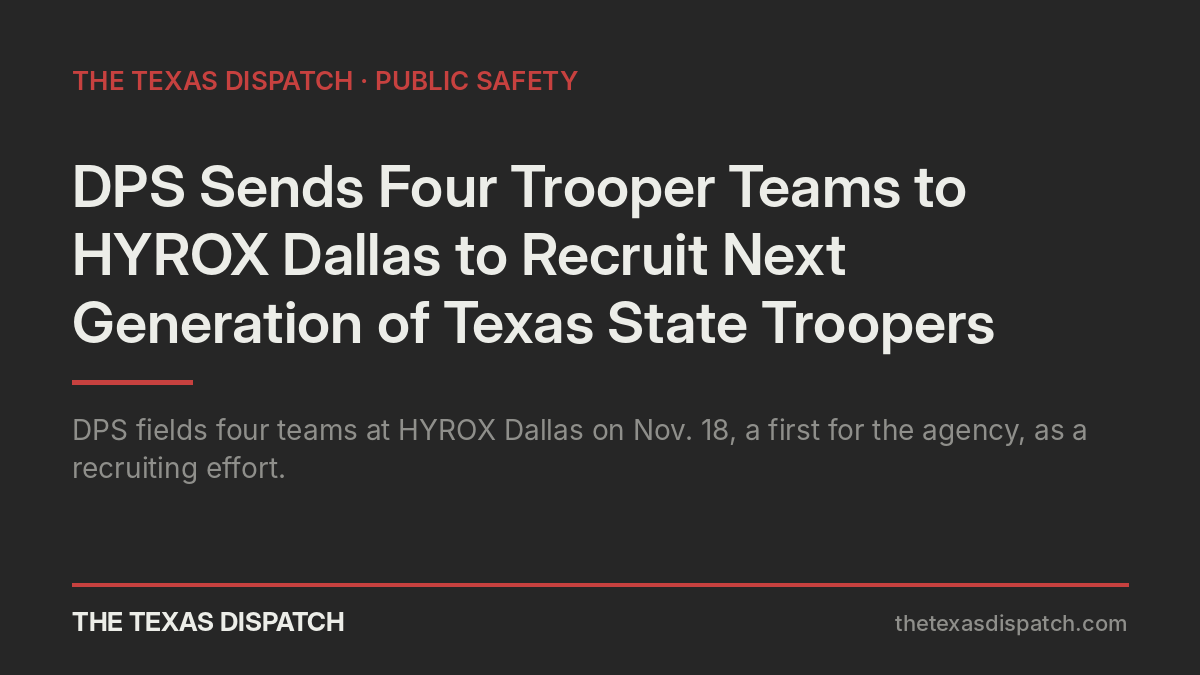 THE TEXAS DISPATCH · PUBLIC SAFETY
DPS Sends Four Trooper Teams to
HYROX Dallas to Recruit Next
Generation of Texas State Troopers
DPS fields four teams at HYROX Dallas on Nov. 18, a first for the agency, as a
recruiting effort.
THE TEXAS DISPATCH
thetexasdispatch.com